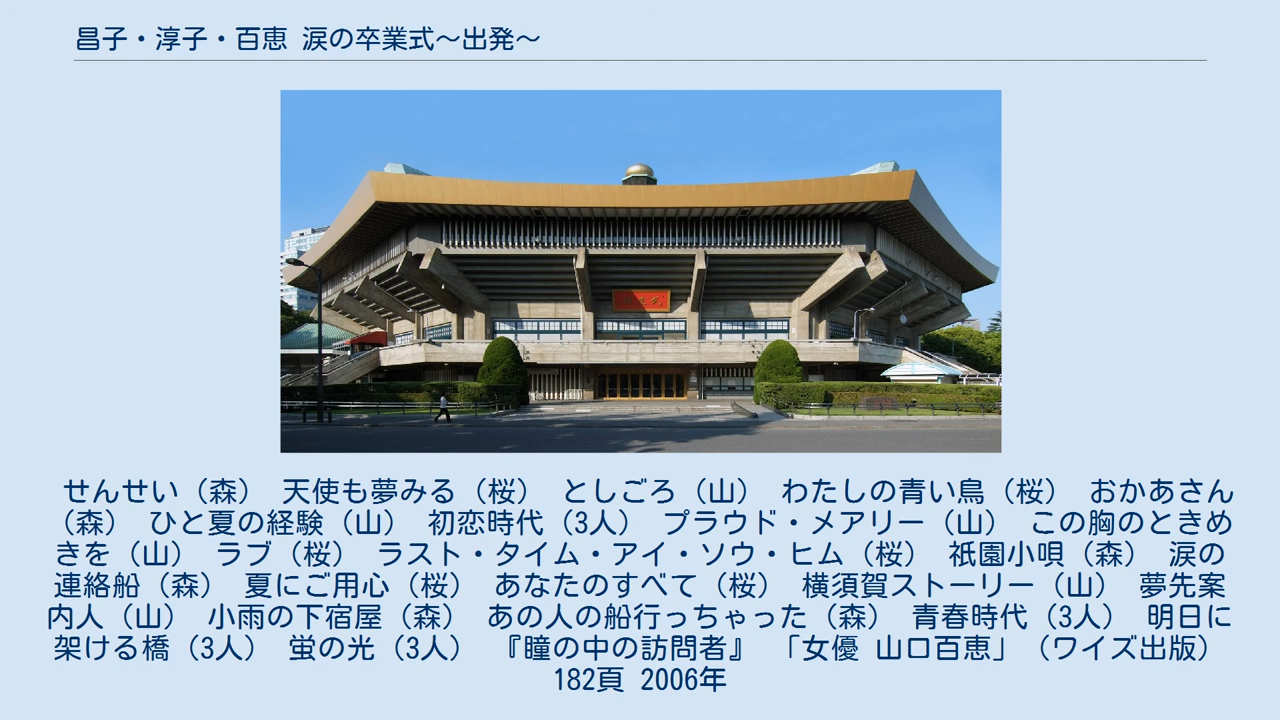 昌子・淳子・百恵 涙の卒業式〜出発〜
せんせい（森） 天使も夢みる（桜） としごろ（山） わたしの青い鳥（桜） おかあさん
（森） ひと夏の経験（山） 初恋時代（3人） プラウド・メアリー（山） この胸のときめ
きを（山） ラブ（桜） ラスト・タイム・アイ・ソウ・ヒム（桜） 祇園小唄（森） 涙の
連絡船（森） 夏にご用心（桜） あなたのすべて（桜） 横須賀ストーリー（山） 夢先案
内人（山） 小雨の下宿屋（森） あの人の船行っちゃった（森） 青春時代（3人） 明日に
架ける橋（3人） 蛍の光（3人） 『瞳の中の訪問者』 「女優 山口百恵」（ワイズ出版）
182頁 2006年